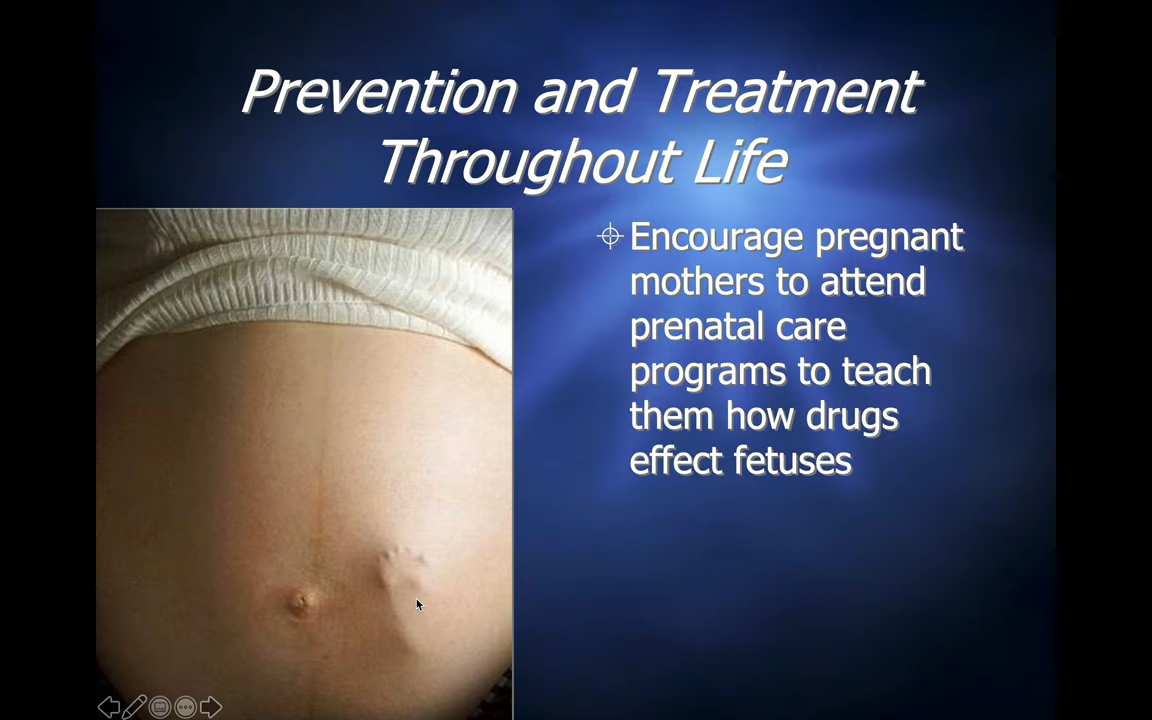 Prevention and Treatment
Throughout Life
Encourage pregnant
mothers to attend
prenatal care
programs to teach
them how drugs
effect fetuses